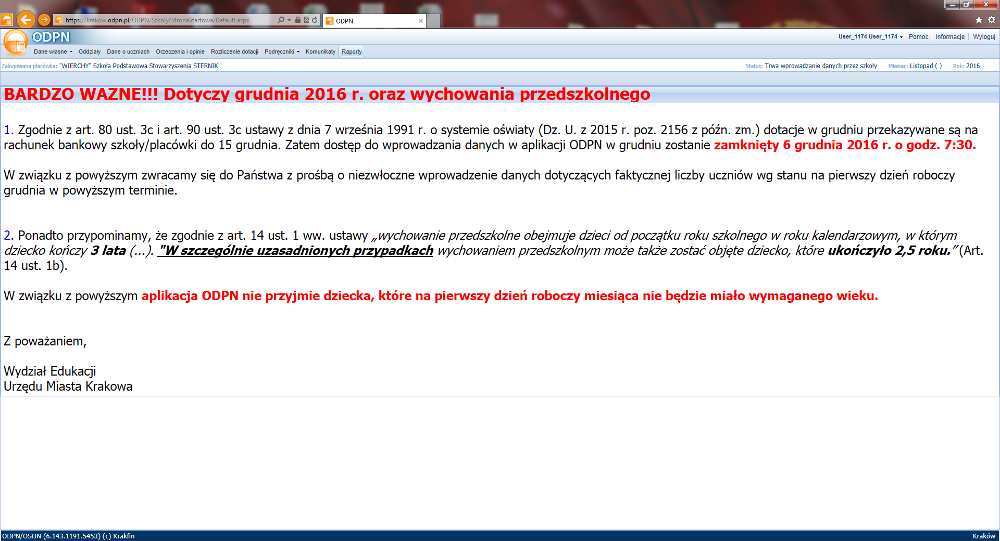 https://krakow.odpn.pl/ODPN/Szkoly/StronaStartowa/Default.aspx
ODPN
ODPN
User_1174 User_1174 Pomoc Informacje Wyloguj
Dane własne Oddziały Dane o uczniach Orzeczenia i opinie Rozliczenie dotacji Podręczniki Komunikaty Raporty
Zalogowana placówka: "WIERCHY" Szkoła Podstawowa Stowarzyszenia STERNIK
Status: Trwa wprowadzanie danych przez szkoły Miesiąc: Listopad ( ) Rok: 2016
BARDZO WAZNE!!! Dotyczy grudnia 2016 r. oraz wychowania przedszkolnego
1. Zgodnie z art. 80 ust. 3c i art. 90 ust. 3c ustawy z dnia 7 września 1991 r. o systemie oświaty (Dz. U. z 2015 r. poz. 2156 z późn. zm.) dotacje w grudniu przekazywane są na
rachunek bankowy szkoły/placówki do 15 grudnia. Zatem dostęp do wprowadzania danych w aplikacji ODPN w grudniu zostanie zamknięty 6 grudnia 2016 r. o godz. 7:30.
W związku z powyższym zwracamy się do Państwa z prośbą o niezwłoczne wprowadzenie danych dotyczących faktycznej liczby uczniów wg stanu na pierwszy dzień roboczy
grudnia w powyższym terminie.
2. Ponadto przypominamy, że zgodnie z art. 14 ust. 1 ww. ustawy „wychowanie przedszkolne obejmuje dzieci od początku roku szkolnego w roku kalendarzowym, w którym
dziecko kończy 3 lata (...). "W szczególnie uzasadnionych przypadkach wychowaniem przedszkolnym może także zostać objęte dziecko, które ukończyło 2,5 roku.” (Art.
14 ust. 1b).
W związku z powyższym aplikacja ODPN nie przyjmie dziecka, które na pierwszy dzień roboczy miesiąca nie będzie miało wymaganego wieku.
Z poważaniem,
Wydział Edukacji
Urzędu Miasta Krakowa
ODPN/OSON (6.143.1191.5453) (c) Krakfin Kraków